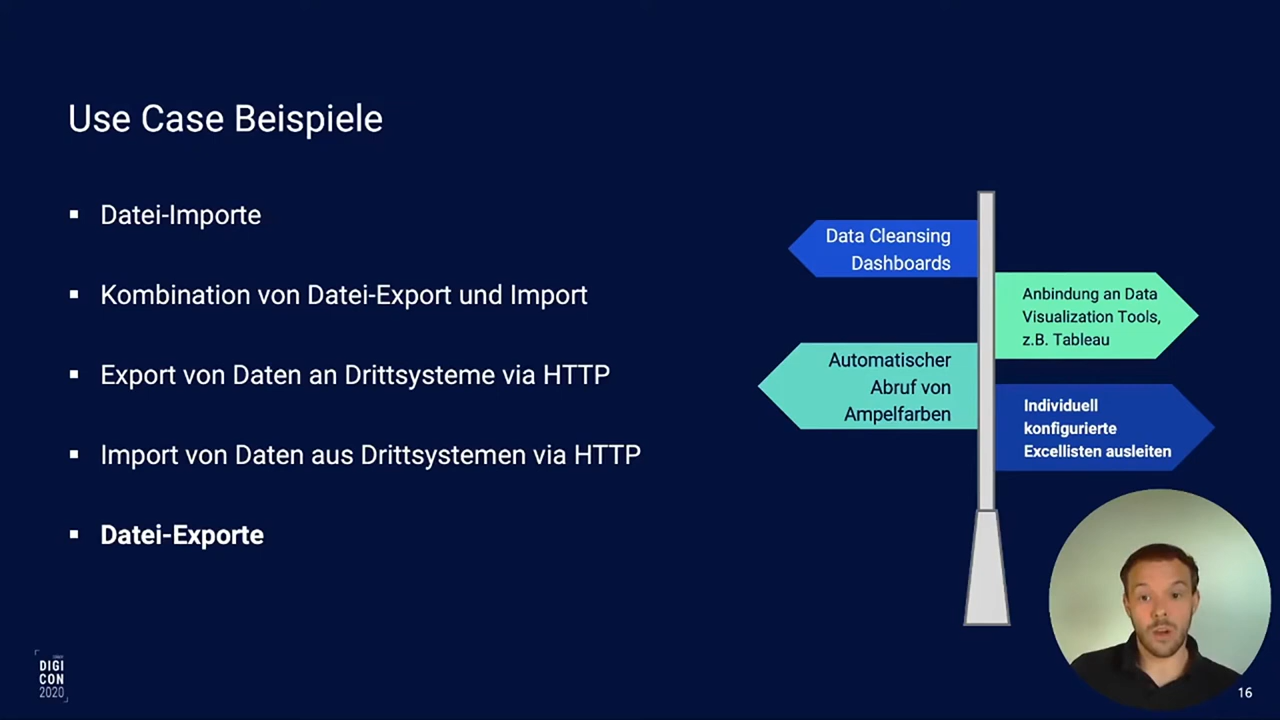 Use Case Beispiele
▪ Datei-Importe
▪ Kombination von Datei-Export und Import
▪ Export von Daten an Drittsysteme via HTTP
▪ Import von Daten aus Drittsystemen via HTTP
▪ Datei-Exporte
Data Cleansing
Dashboards
Anbindung an Data
Visualization Tools,
z.B. Tableau
Automatischer
Abruf von
Ampelfarben
Individuell
konfigurierte
Excellisten ausleiten
DIGI
CON
2020
16